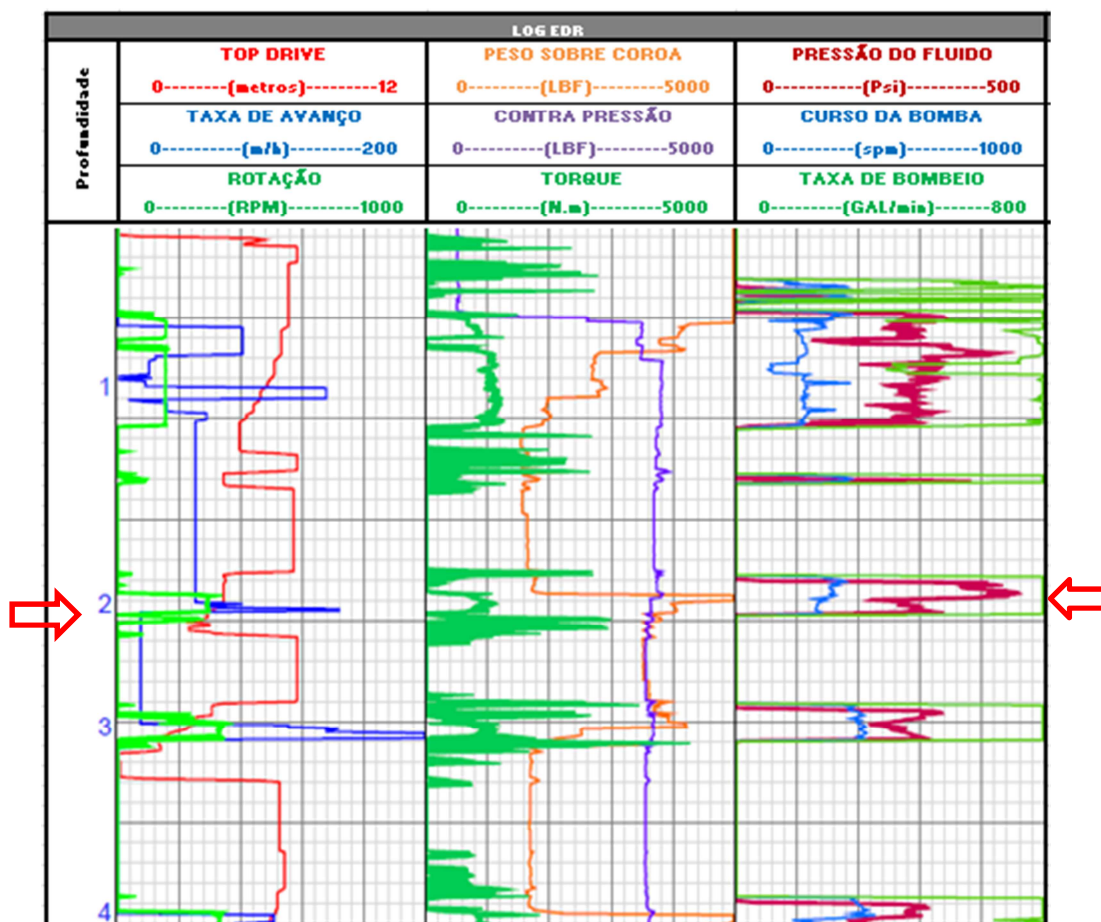 LOG EDR
Profundidade
TOP DRIVE
0--------(metros)---------12
TAXA DE AVANÇO
0----------(m/h)--------200
ROTAÇÃO
0---------(RPM)---------1000
PESO SOBRE COROA
0----------(LBF)--------5000
CONTRA PRESSÃO
0----------(LBF)--------5000
TORQUE
0---------(N.m)---------5000
PRESSÃO DO FLUIDO
0-----------(Psi)-----------500
CURSO DA BOMBA
0----------(spm)---------1000
TAXA DE BOMBEIO
0---------(GAL/min)-------800
1
2
3
4